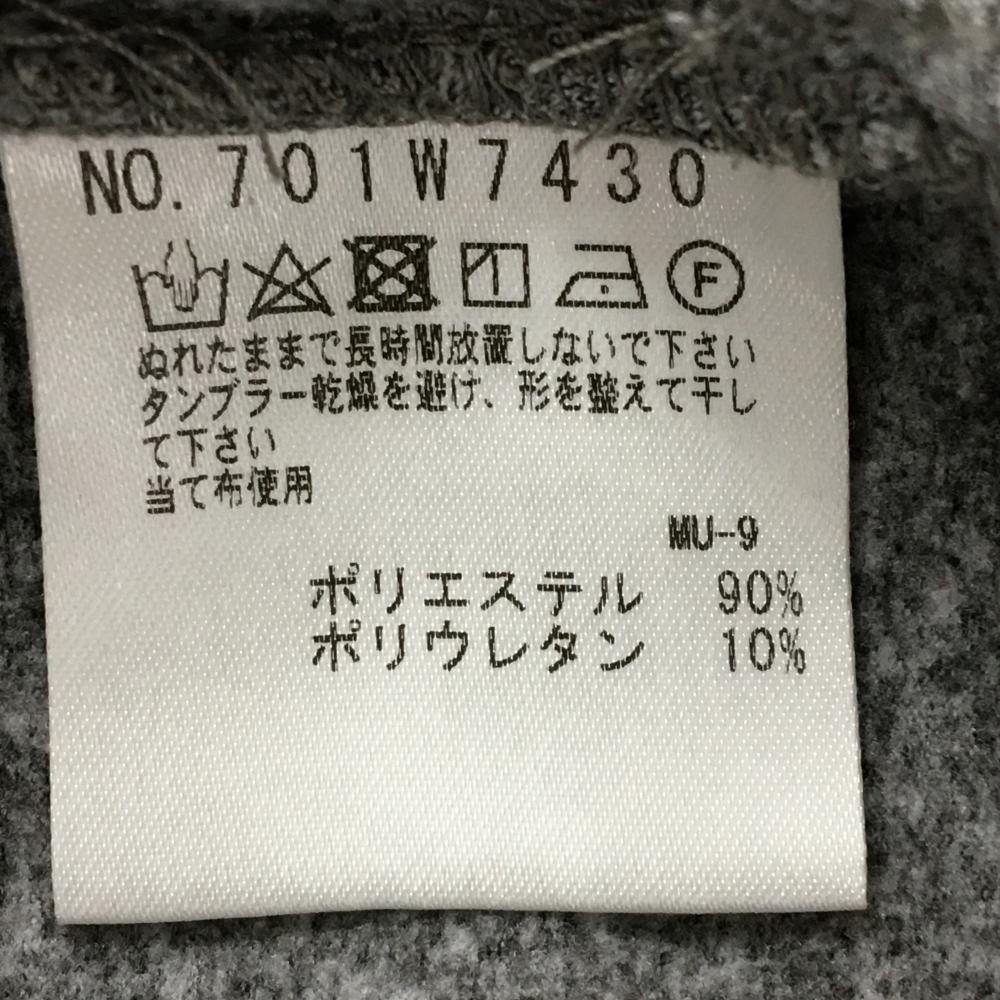 NO. 701W7430
F
ぬれたままで長時間放置しないで下さい
タンブラー乾燥を避け、形を整えて干し
て下さい
当て布使用
MU-9
ポリエステル 90%
ポリウレタン 10%